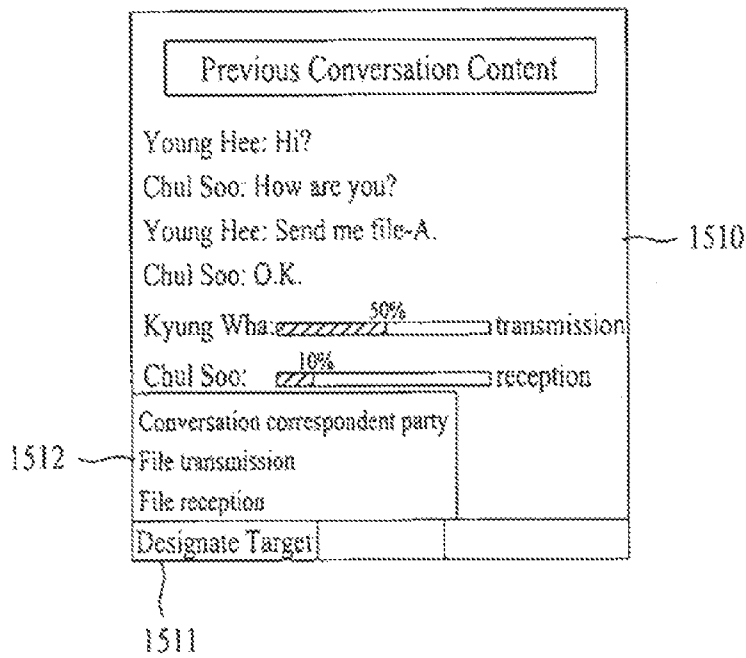 Previous Conversation Content
Young Hee: Hi?
Chul Soo: How are you?
Young Hee: Send me file-A.
1510
Chul Soo: O.K.
50%
Kyung Wha: transmission
10%
Chul Soo: reception
Conversation correspondent party
1512
File transmission
File reception
Designate Target
1511